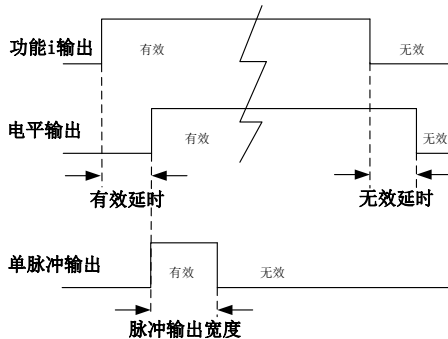 功能i输出
有效
无效
电平输出
有效
无效
有效延时
无效延时
单脉冲输出
有效
无效
脉冲输出宽度